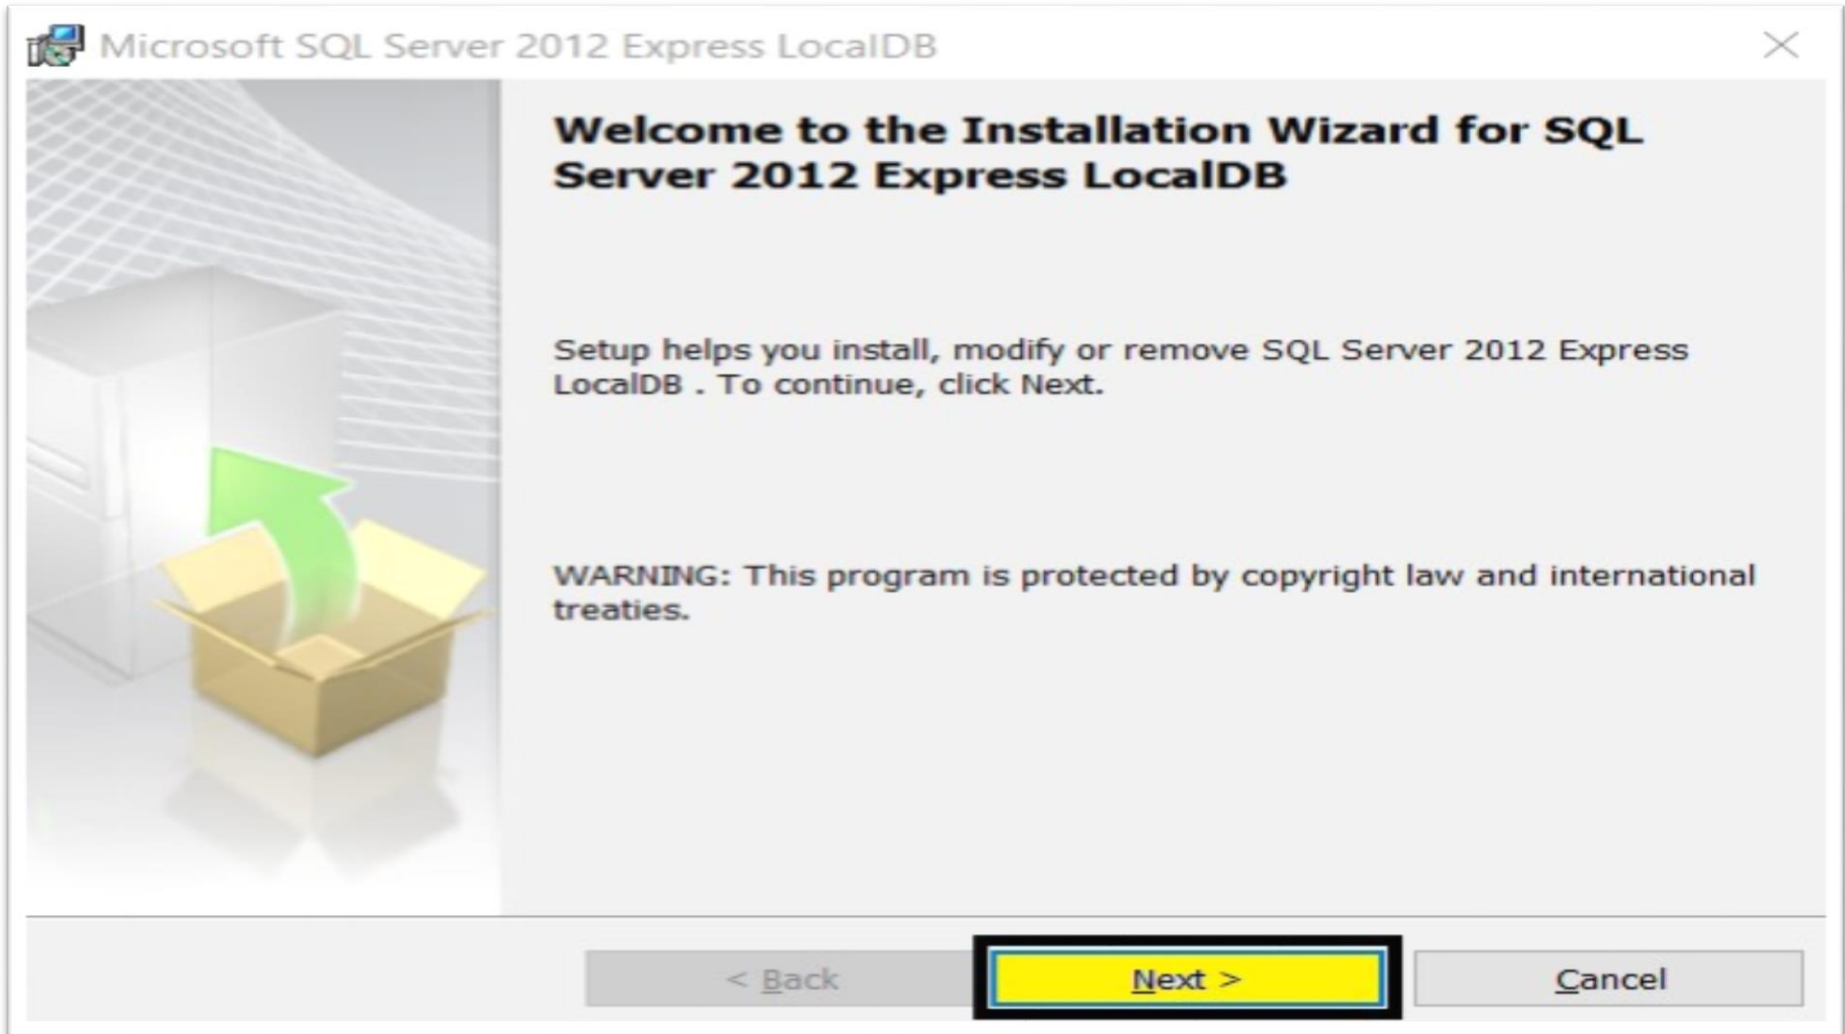 Microsoft SQL Server 2012 Express LocalDB
Welcome to the Installation Wizard for SQL
Server 2012 Express LocalDB
Setup helps you install, modify or remove SQL Server 2012 Express
LocalDB . To continue, click Next.
WARNING: This program is protected by copyright law and international
treaties.
< Back
Next >
Cancel